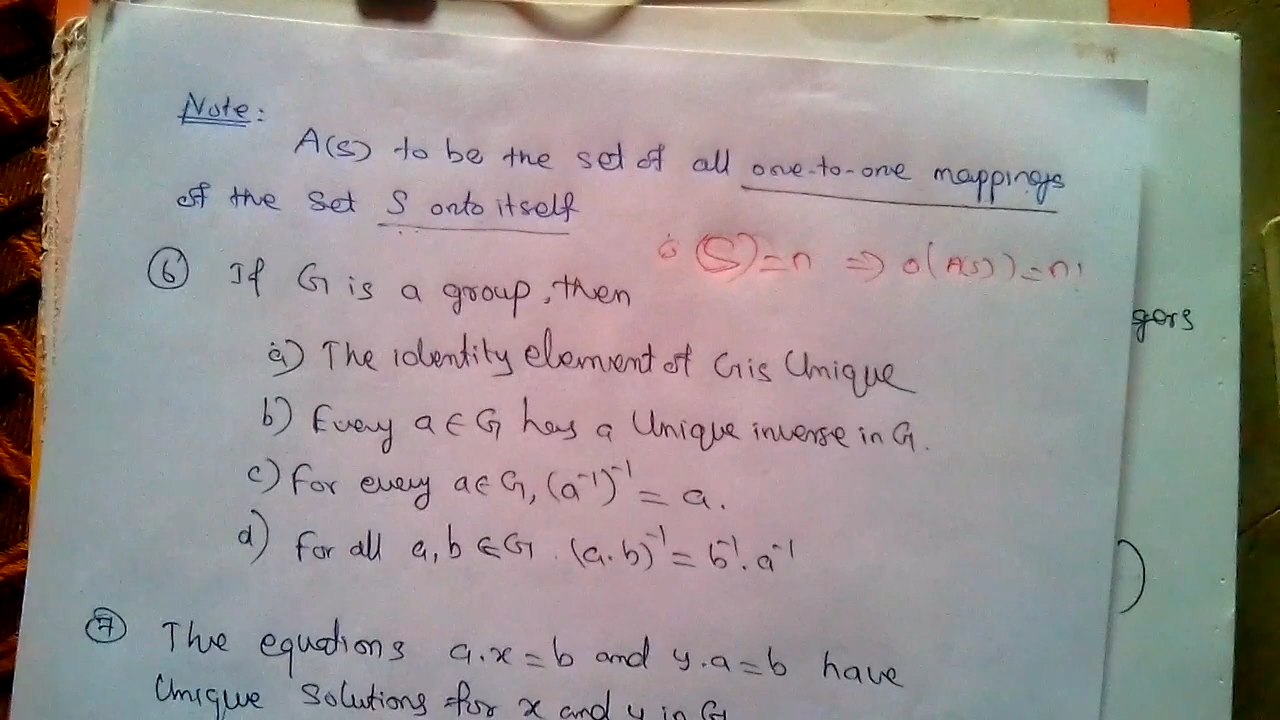 Note:
A(S) to be the set of all one-to-one mappings
of the set S onto itself
o(S)=n ⇒ o(A(S))=n!
⑥ If G is a group, then
a) The identity element of G is Unique
b) Every a ∈ G has a Unique inverse in G.
c) For every a ∈ G, (a⁻¹)⁻¹ = a.
d) For all a, b ∈ G. (a.b)⁻¹ = b⁻¹.a⁻¹
⑦ The equations a.x = b and y.a = b have
Unique solutions for x and y in G
gers
)